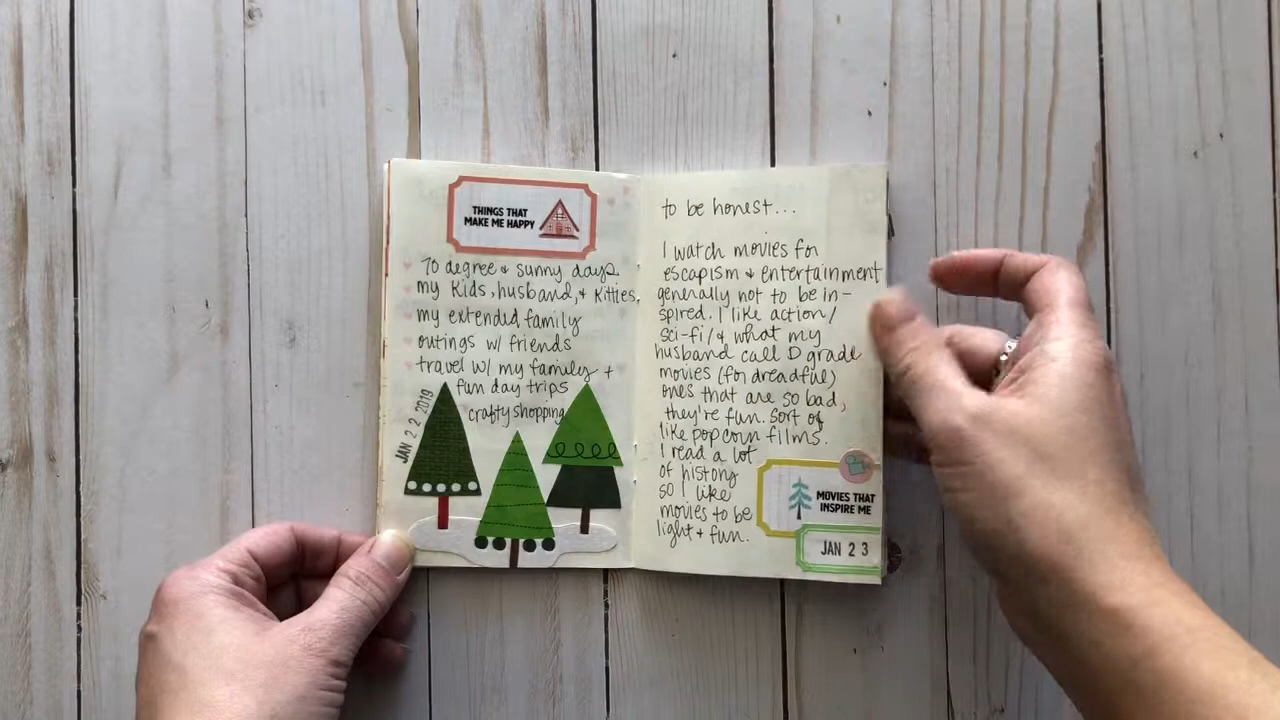 THINGS THAT
MAKE ME HAPPY
70 degree & sunny days
my kids, husband, & kitties,
my extended family
outings w/ friends
travel w/ my family +
fun day trips
crafty shopping
JAN 22 2019
to be honest...
I watch movies for
escapism & entertainment
generally not to be in-
spired. I like action/
sci-fi/& what my
husband call D grade
movies (for dreadful)
ones that are so bad,
they're fun. Sort of
like popcorn films.
I read a lot
of history
so I like
movies to be
light + fun.
MOVIES THAT
INSPIRE ME
JAN 23